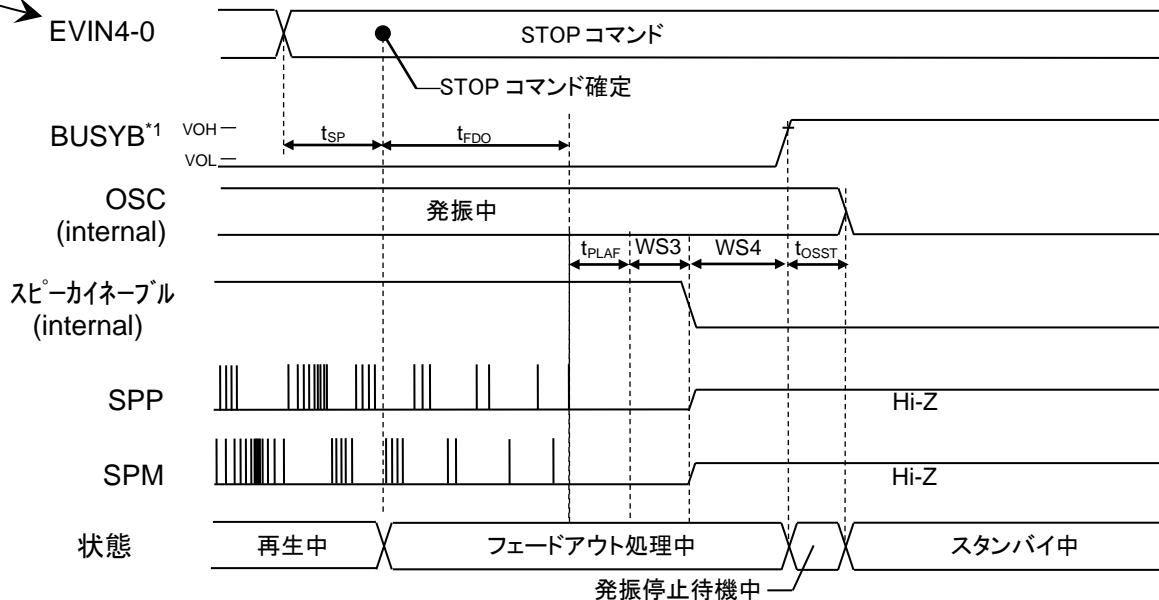 EVIN4-0 STOP コマンド
STOP コマンド確定
BUSYB*1 VOH VOL tSP tFDO
OSC
(internal)
発振中
tPLAF WS3 WS4 tOSST
スピーカイネーブル
(internal)
SPP Hi-Z
SPM Hi-Z
状態 再生中 フェードアウト処理中 スタンバイ中
発振停止待機中